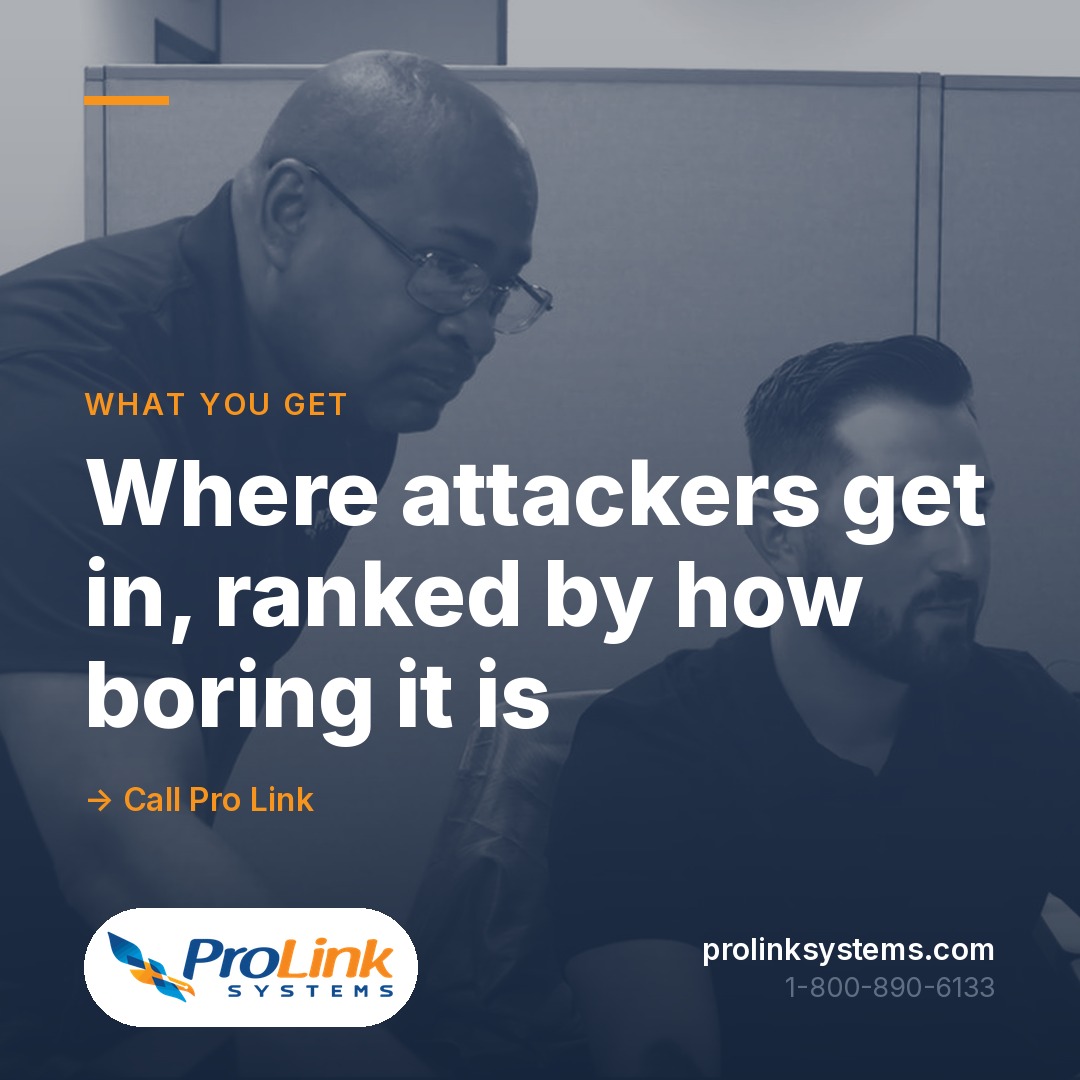 WHAT YOU GET
Where attackers get
in, ranked by how
boring it is
→ Call Pro Link
ProLink
SYSTEMS
prolinksystems.com
1-800-890-6133